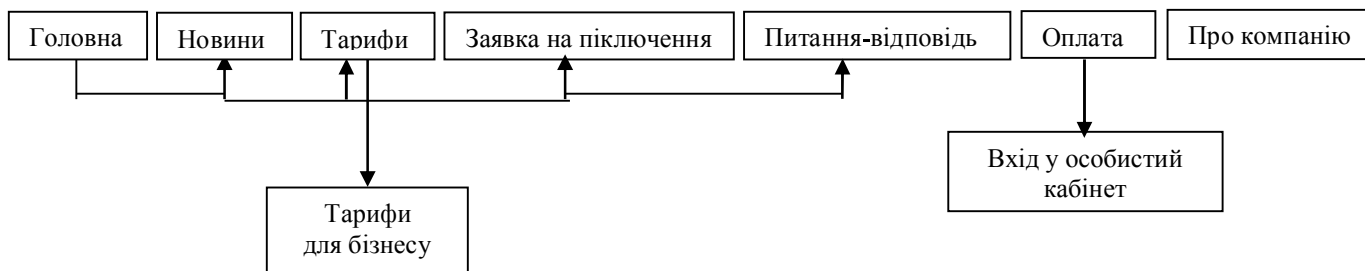 Головна
Новини
Тарифи
Заявка на піключення
Питання-відповідь
Оплата
Про компанію
Вхід у особистий
кабінет
Тарифи
для бізнесу